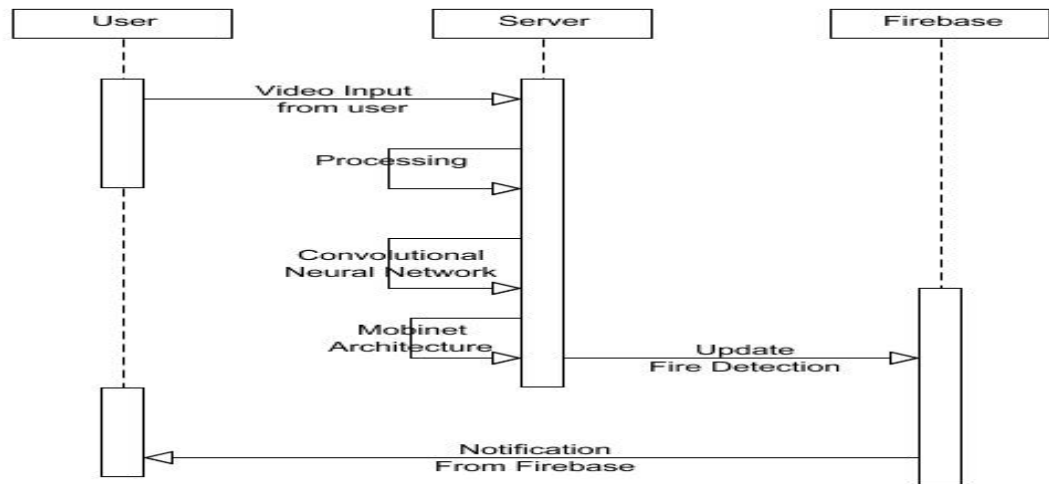 User
Server
Firebase
Video Input
from user
Processing
Convolutional
Neural Network
Mobinet
Architecture
Update
Fire Detection
Notification
From Firebase